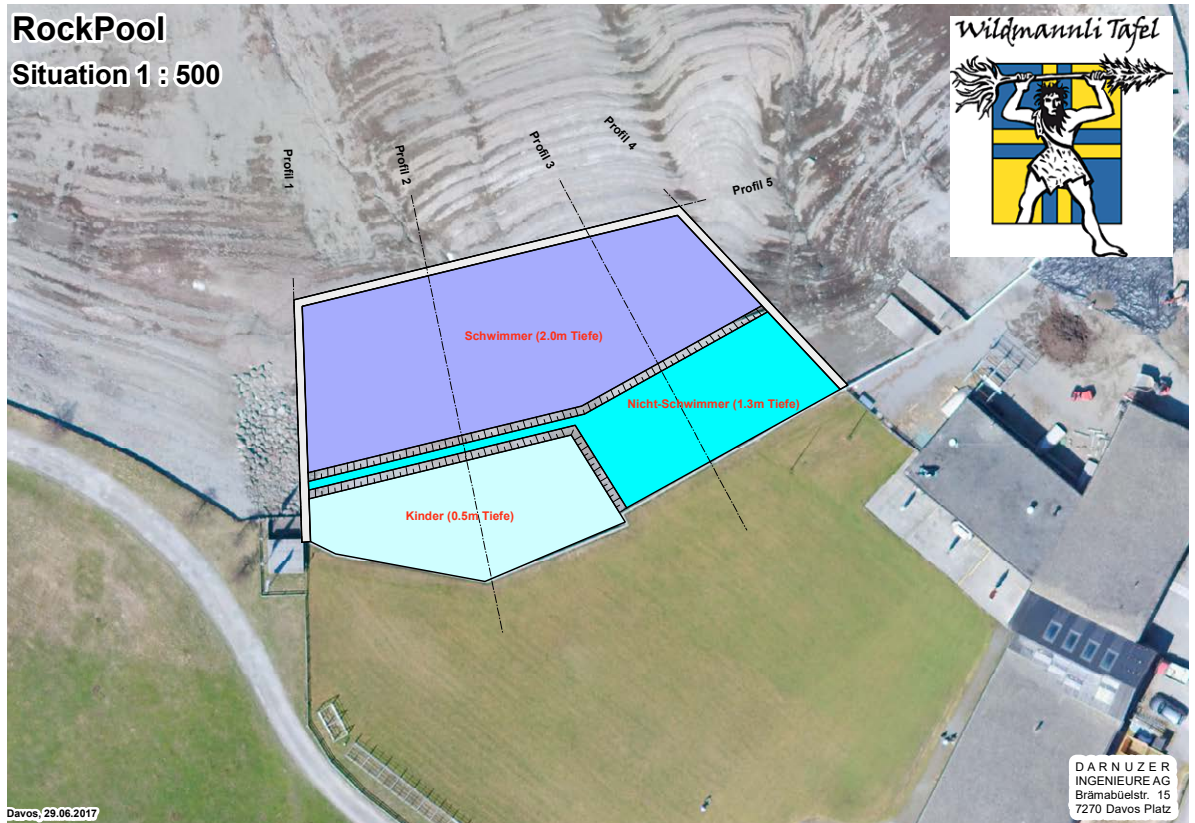 RockPool
Situation 1 : 500
Wildmannli Tafel
Profil 1
Profil 2
Profil 3
Profil 4
Profil 5
Schwimmer (2.0m Tiefe)
Nicht-Schwimmer (1.3m Tiefe)
Kinder (0.5m Tiefe)
Davos, 29.06.2017
DARNUZER
INGENIEURE AG
Brämabüelstr. 15
7270 Davos Platz